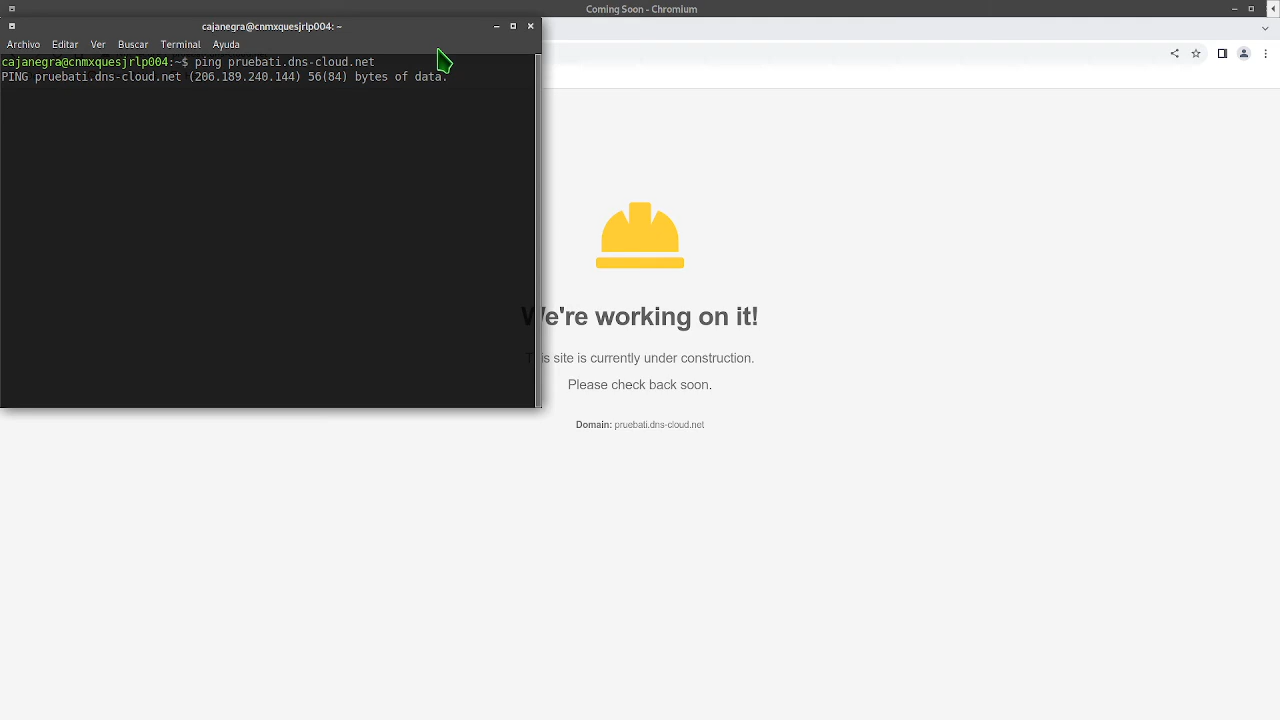 Coming Soon - Chromium
cajanegra@cnmxquesjrlp004: ~
Archivo Editar Ver Buscar Terminal Ayuda
cajanegra@cnmxquesjrlp004:~$ ping pruebati.dns-cloud.net
PING pruebati.dns-cloud.net (206.189.240.144) 56(84) bytes of data.
We're working on it!
This site is currently under construction.
Please check back soon.
Domain: pruebati.dns-cloud.net